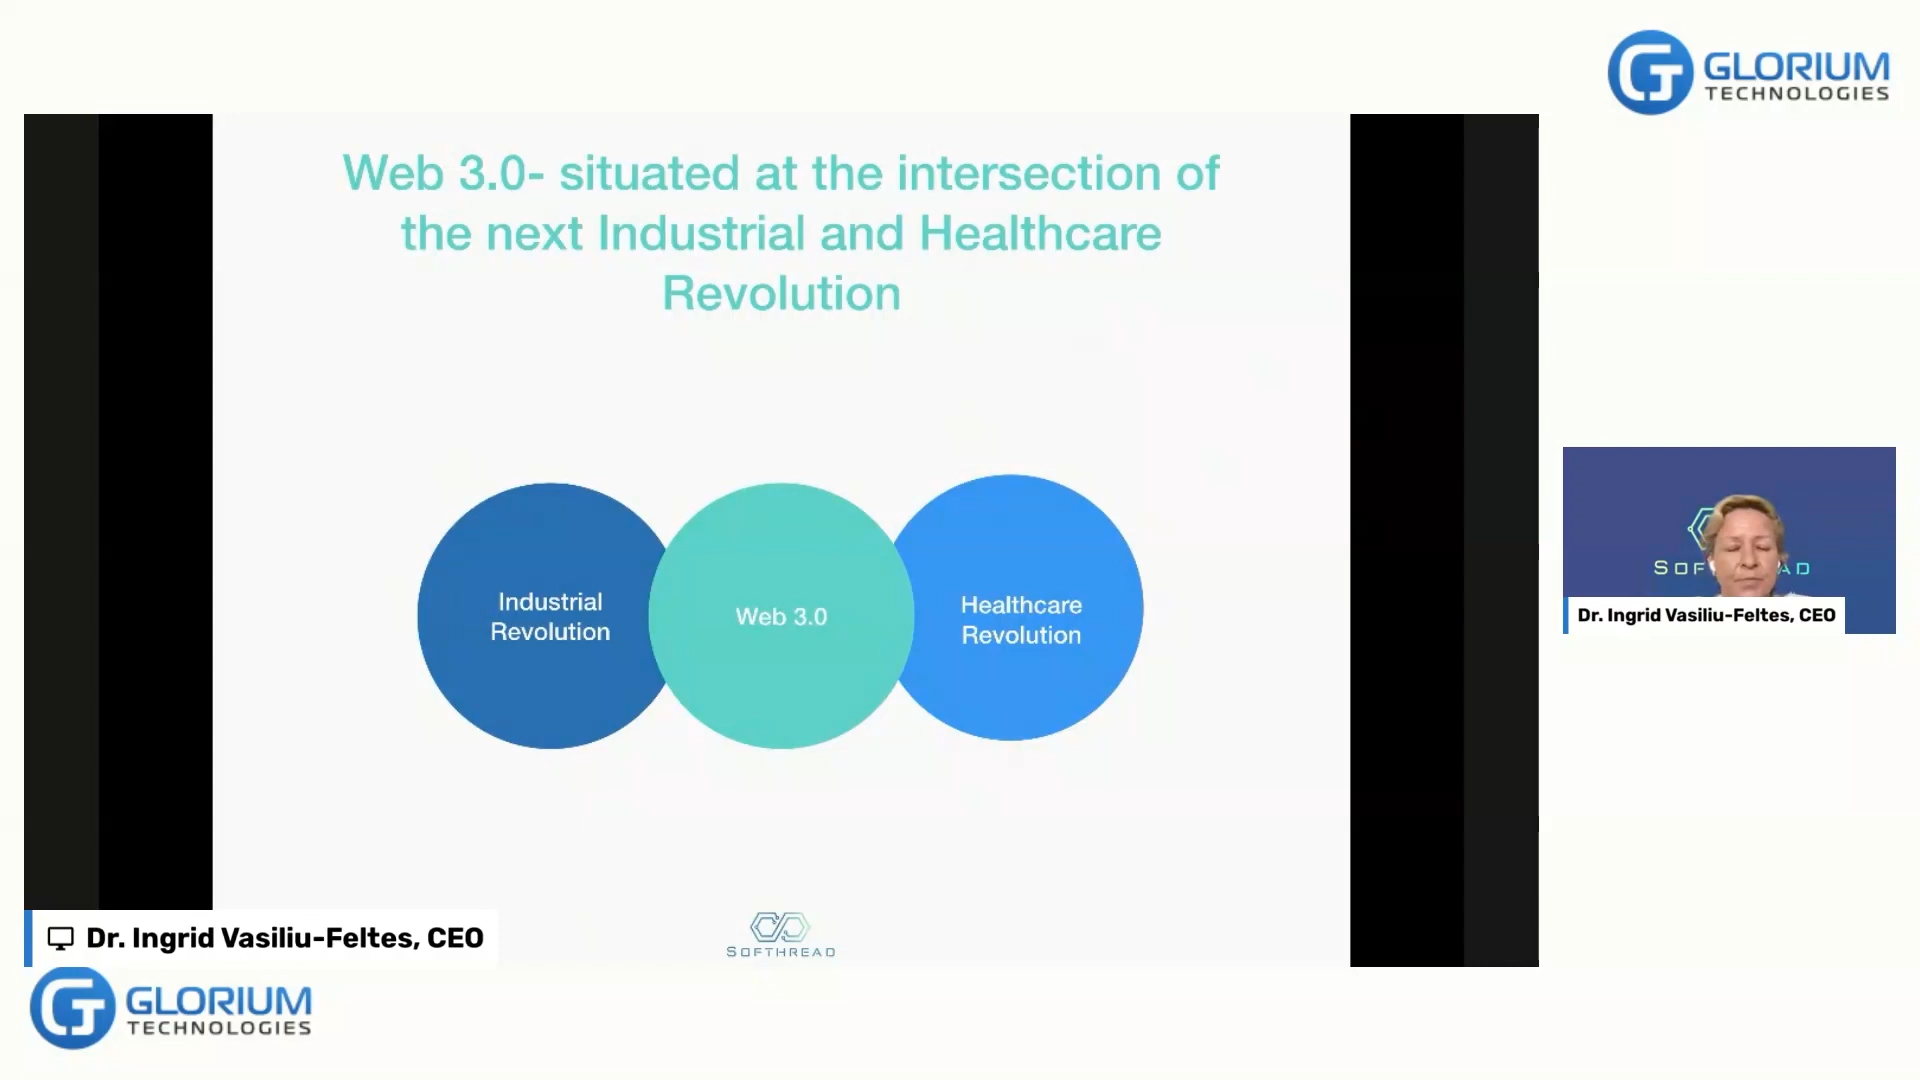 GLORIUM
TECHNOLOGIES
Web 3.0- situated at the intersection of
the next Industrial and Healthcare
Revolution
Industrial
Revolution
Web 3.0
Healthcare
Revolution
SOFTHREAD
Dr. Ingrid Vasiliu-Feltes, CEO
Dr. Ingrid Vasiliu-Feltes, CEO
GLORIUM
TECHNOLOGIES